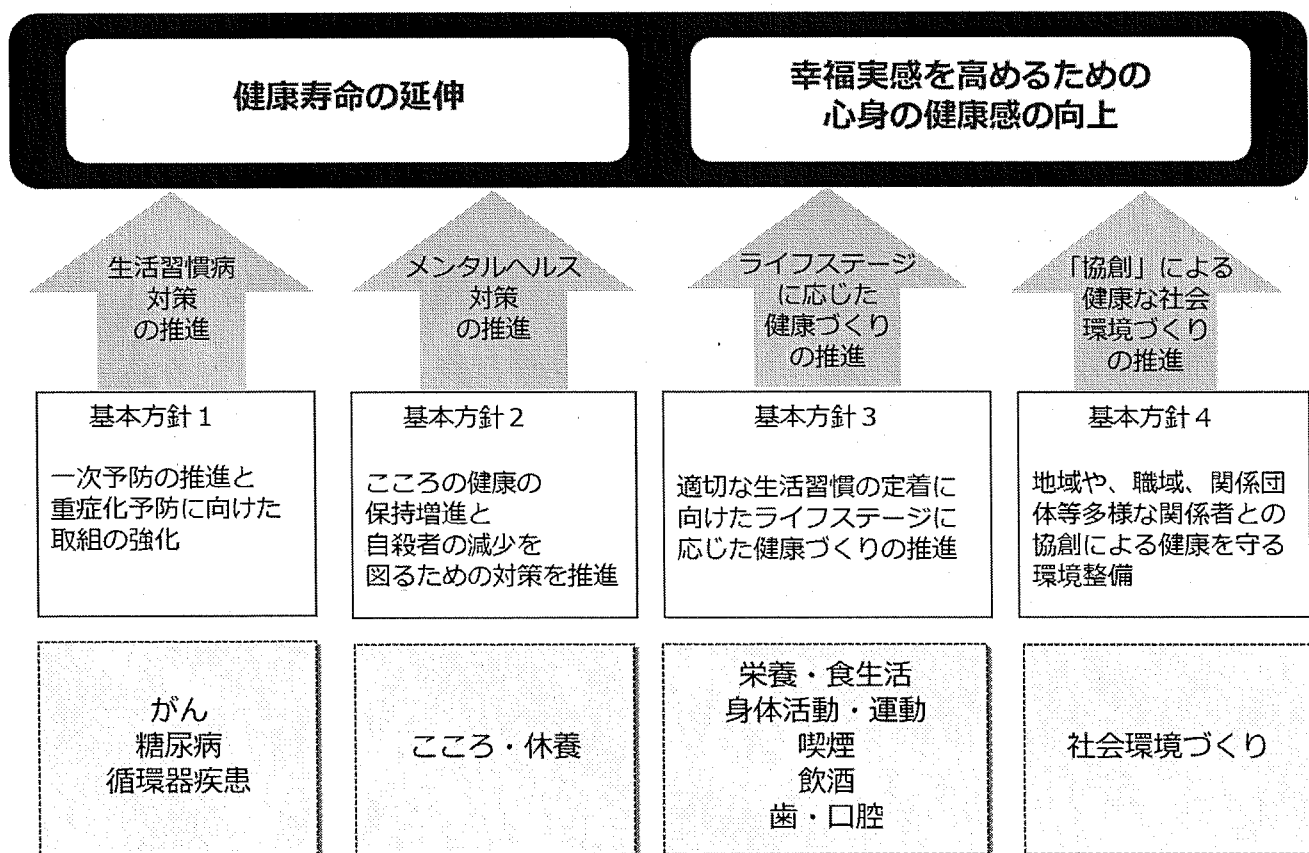 健康寿命の延伸
幸福実感を高めるための
心身の健康感の向上
生活習慣病
対策
の推進
メンタルヘルス
対策
の推進
ライフステージ
に応じた
健康づくり
の推進
「協創」による
健康な社会
環境づくり
の推進
基本方針1
一次予防の推進と
重症化予防に向けた
取組の強化
基本方針2
こころの健康の
保持増進と
自殺者の減少を
図るための対策を推進
基本方針3
適切な生活習慣の定着に
向けたライフステージに
応じた健康づくりの推進
基本方針4
地域や、職域、関係団
体等多様な関係者との
協創による健康を守る
環境整備
がん
糖尿病
循環器疾患
こころ・休養
栄養・食生活
身体活動・運動
喫煙
飲酒
歯・口腔
社会環境づくり